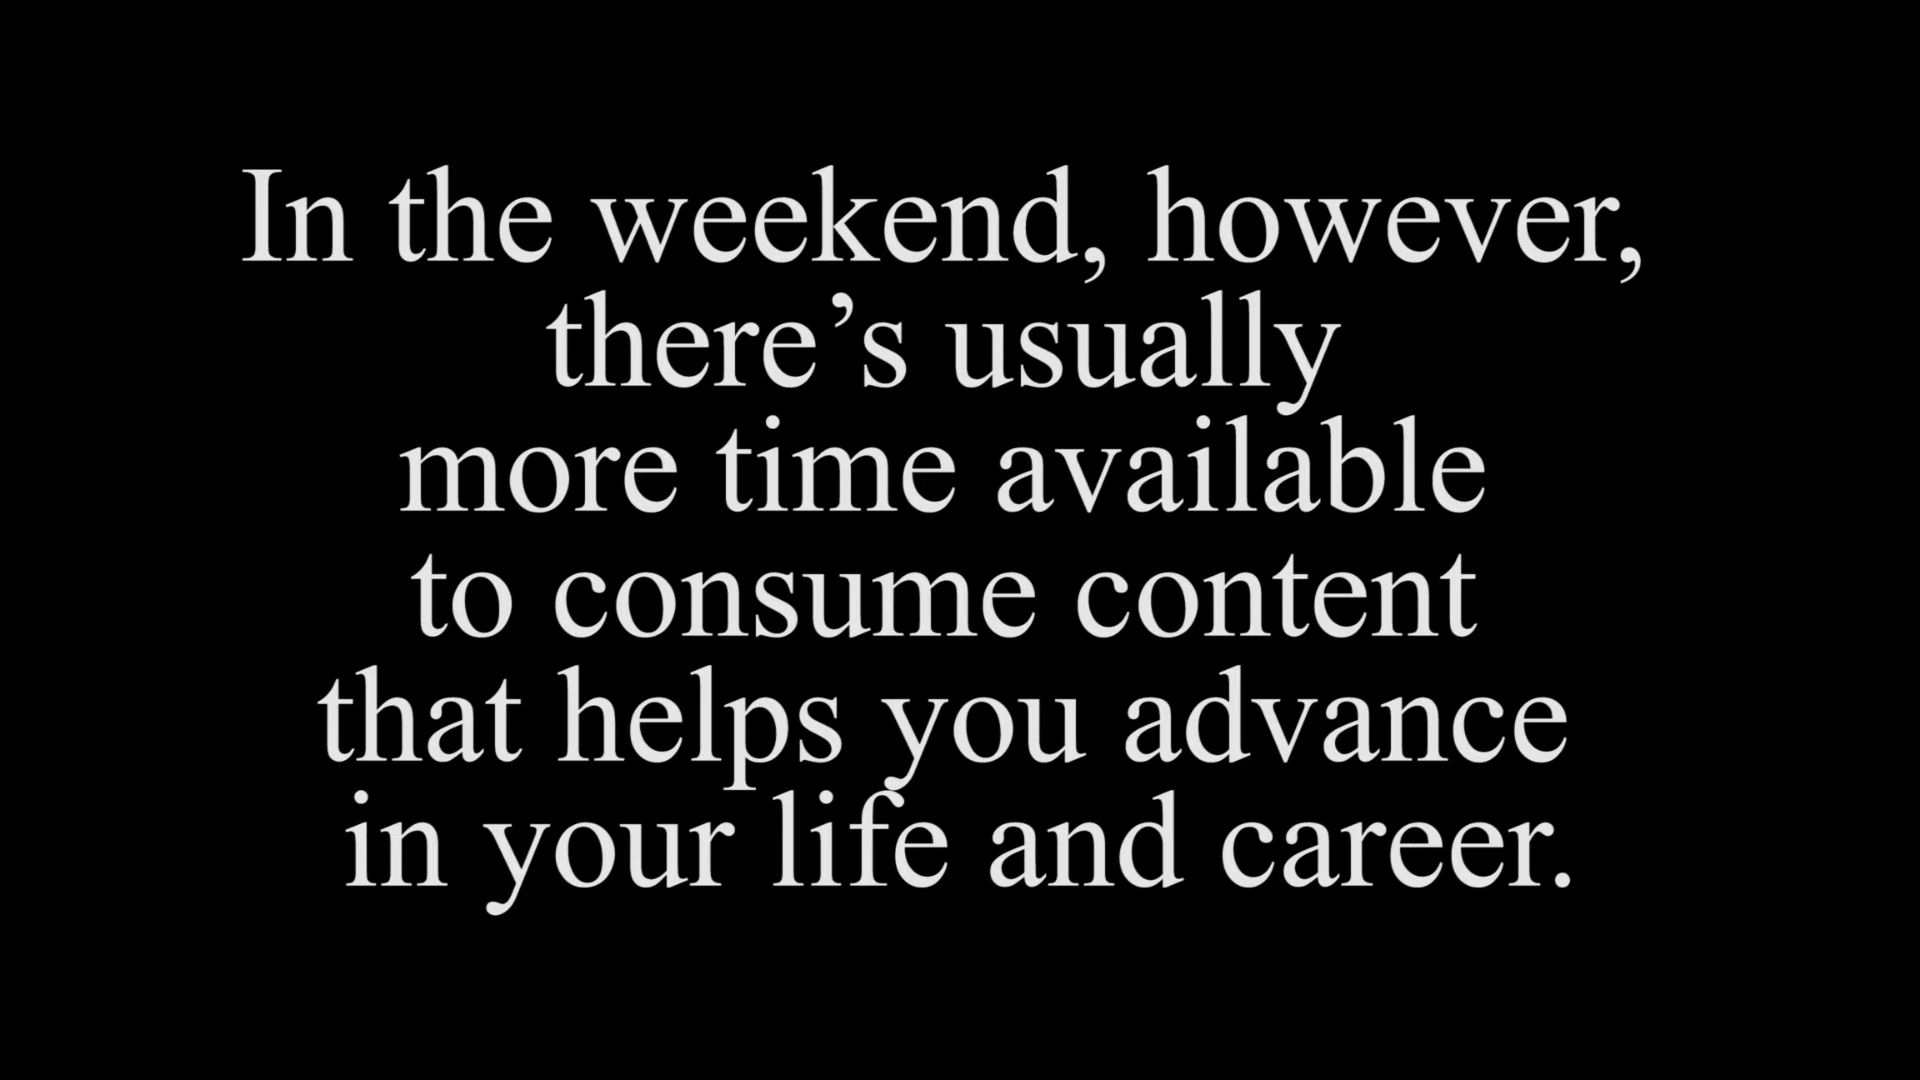 In the weekend, however,
there’s usually
more time available
to consume content
that helps you advance
in your life and career.